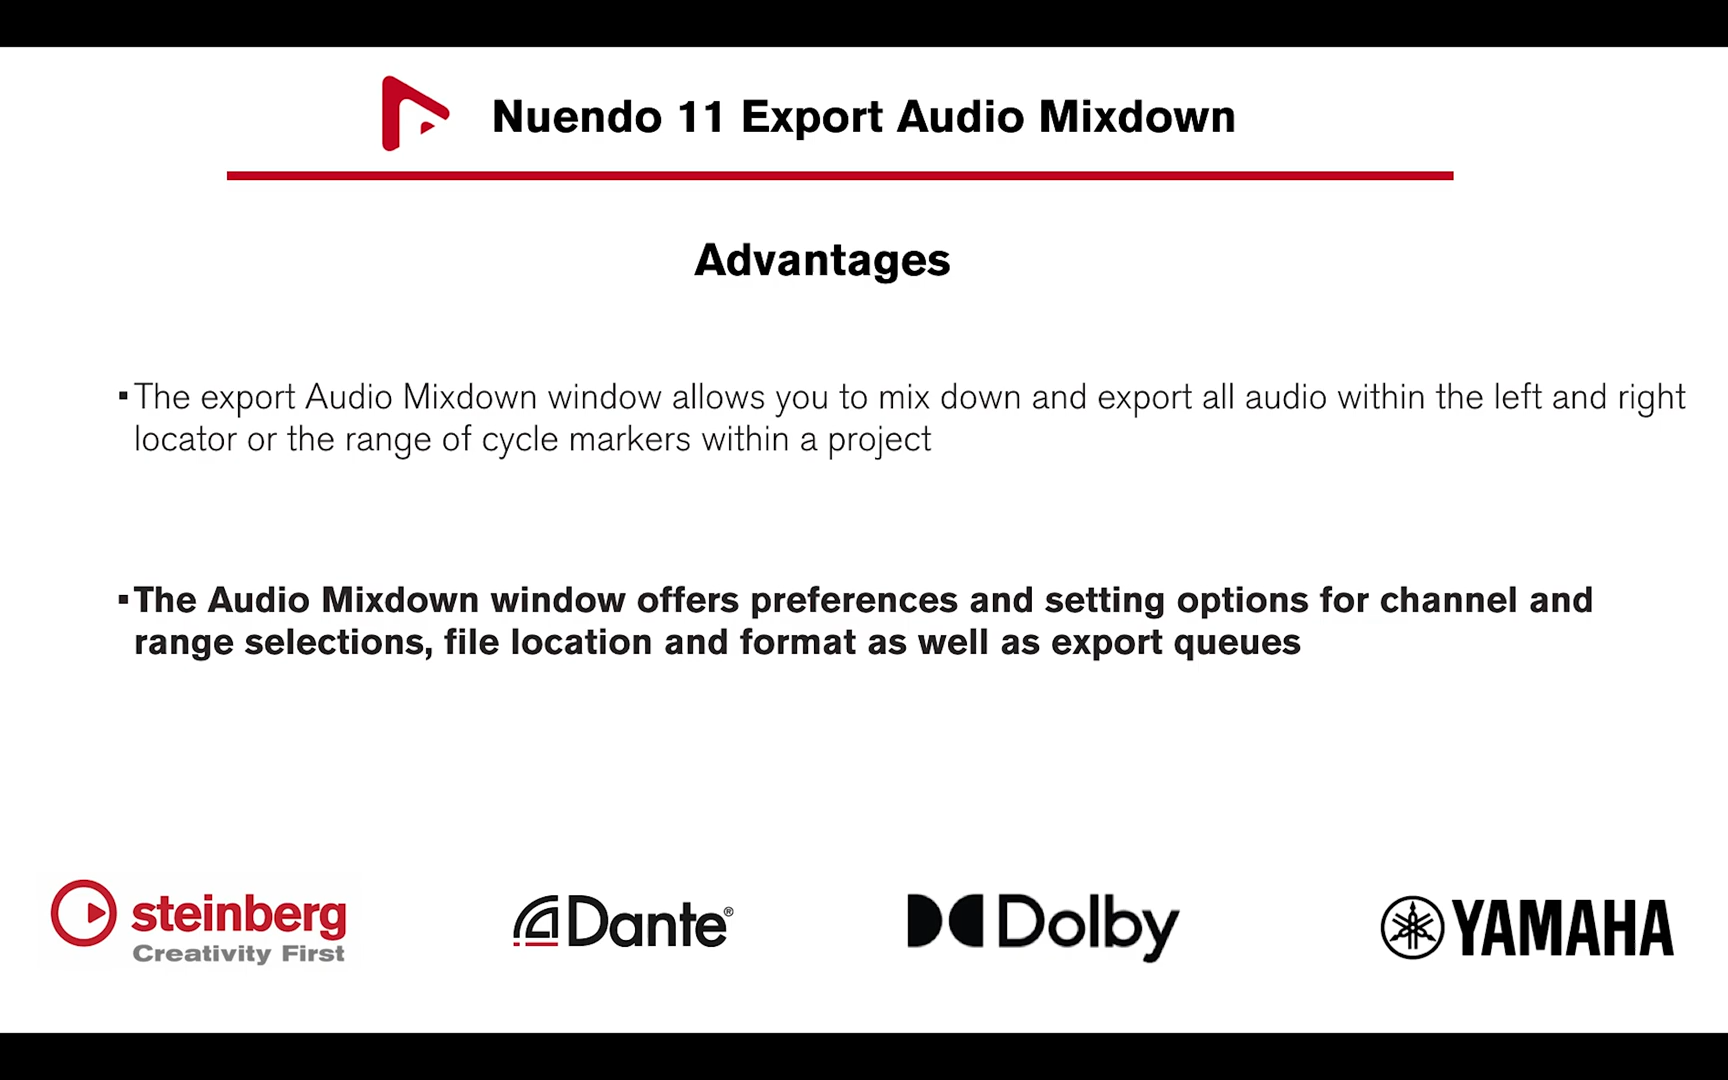 Nuendo 11 Export Audio Mixdown
Advantages
▪The export Audio Mixdown window allows you to mix down and export all audio within the left and right
locator or the range of cycle markers within a project
▪The Audio Mixdown window offers preferences and setting options for channel and
range selections, file location and format as well as export queues
steinberg
Creativity First
Dante®
Dolby
YAMAHA